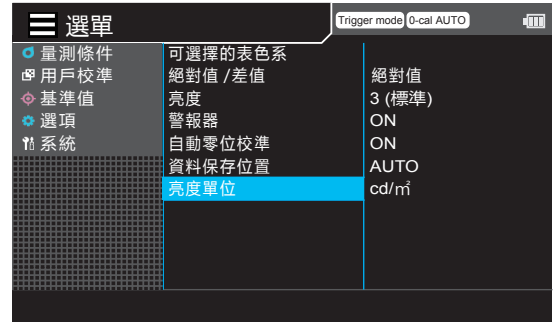 選單
Trigger mode 0-cal AUTO
量測條件
用戶校準
基準值
選項
系統
可選擇的表色系
絕對值 /差值 絕對值
亮度 3 (標準)
警報器 ON
自動零位校準 ON
資料保存位置 AUTO
亮度單位 cd/㎡